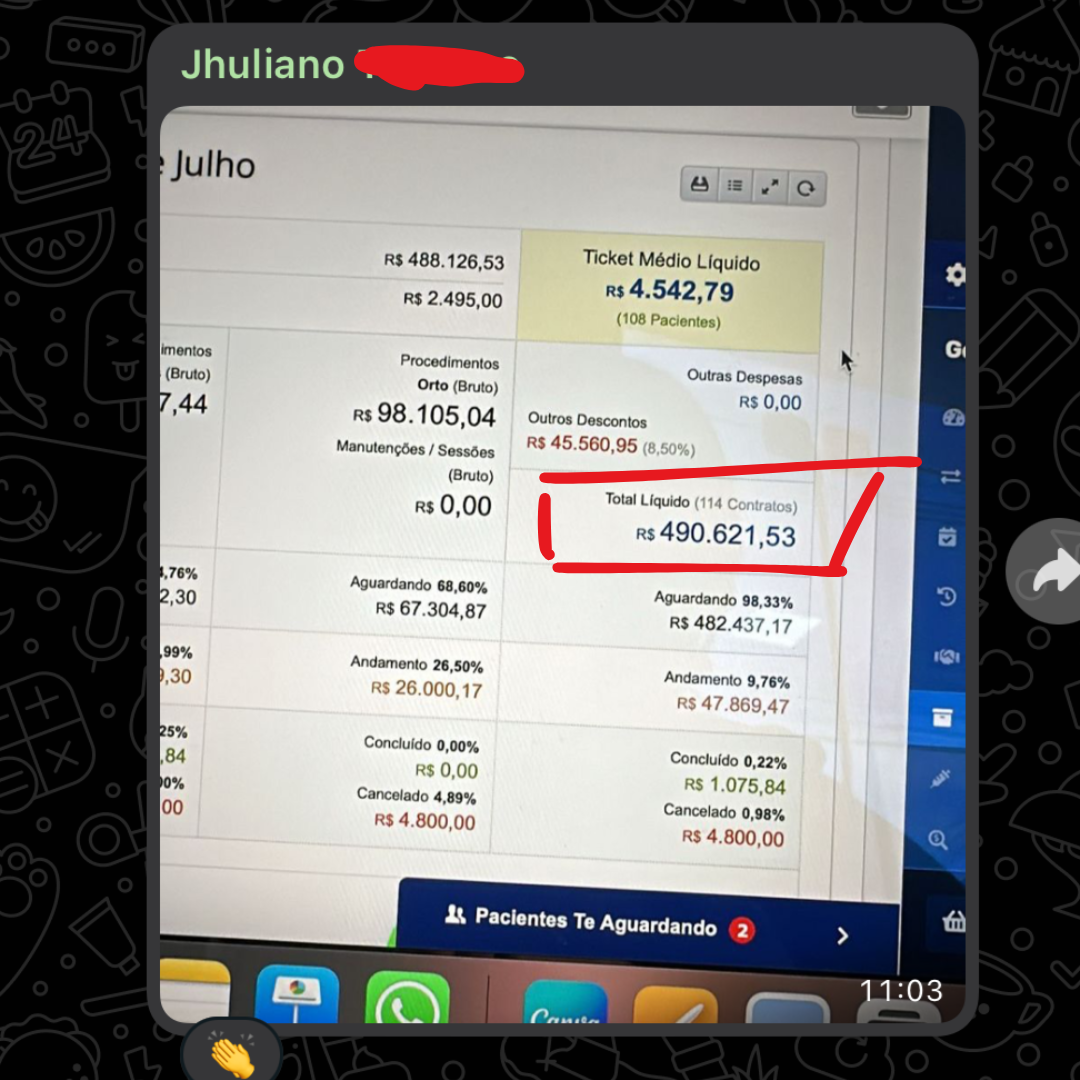 Jhuliano
e Julho
R$ 488.126,53
R$ 2.495,00
Ticket Médio Líquido
R$ 4.542,79
(108 Pacientes)
imentos
(Bruto)
7,44
Procedimentos
Orto (Bruto)
R$ 98.105,04
Manutenções / Sessões
(Bruto)
R$ 0,00
Outras Despesas
R$ 0,00
Outros Descontos
R$ 45.560,95 (8,50%)
Total Líquido (114 Contratos)
R$ 490.621,53
4,76%
2,30
Aguardando 68,60%
R$ 67.304,87
Aguardando 98,33%
R$ 482.437,17
,99%
9,30
Andamento 26,50%
R$ 26.000,17
Andamento 9,76%
R$ 47.869,47
25%
,84
00%
00
Concluído 0,00%
R$ 0,00
Cancelado 4,89%
R$ 4.800,00
Concluído 0,22%
R$ 1.075,84
Cancelado 0,98%
R$ 4.800,00
Ge
Pacientes Te Aguardando 2
Canva
11:03
24